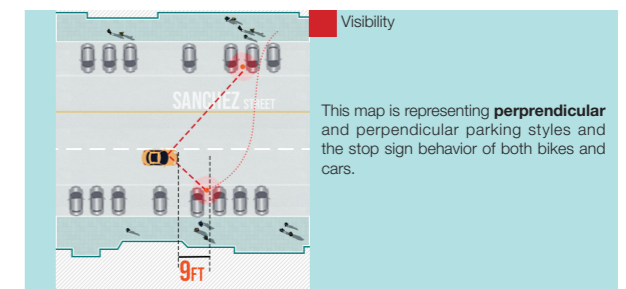 Visibility
SANCHEZ STREET
This map is representing perprendicular
and perpendicular parking styles and
the stop sign behavior of both bikes and
cars.
9FT